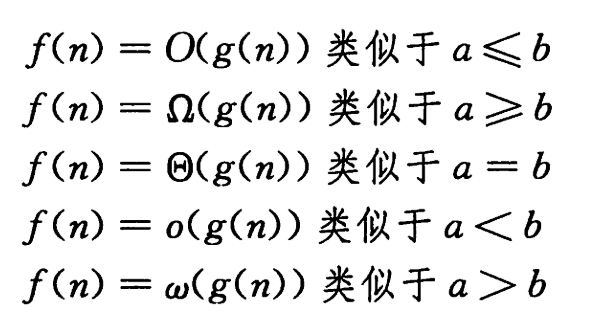 f(n) = O(g(n)) 类似于 a ⩽ b
f(n) = Ω(g(n)) 类似于 a ⩾ b
f(n) = Θ(g(n)) 类似于 a = b
f(n) = o(g(n)) 类似于 a < b
f(n) = ω(g(n)) 类似于 a > b